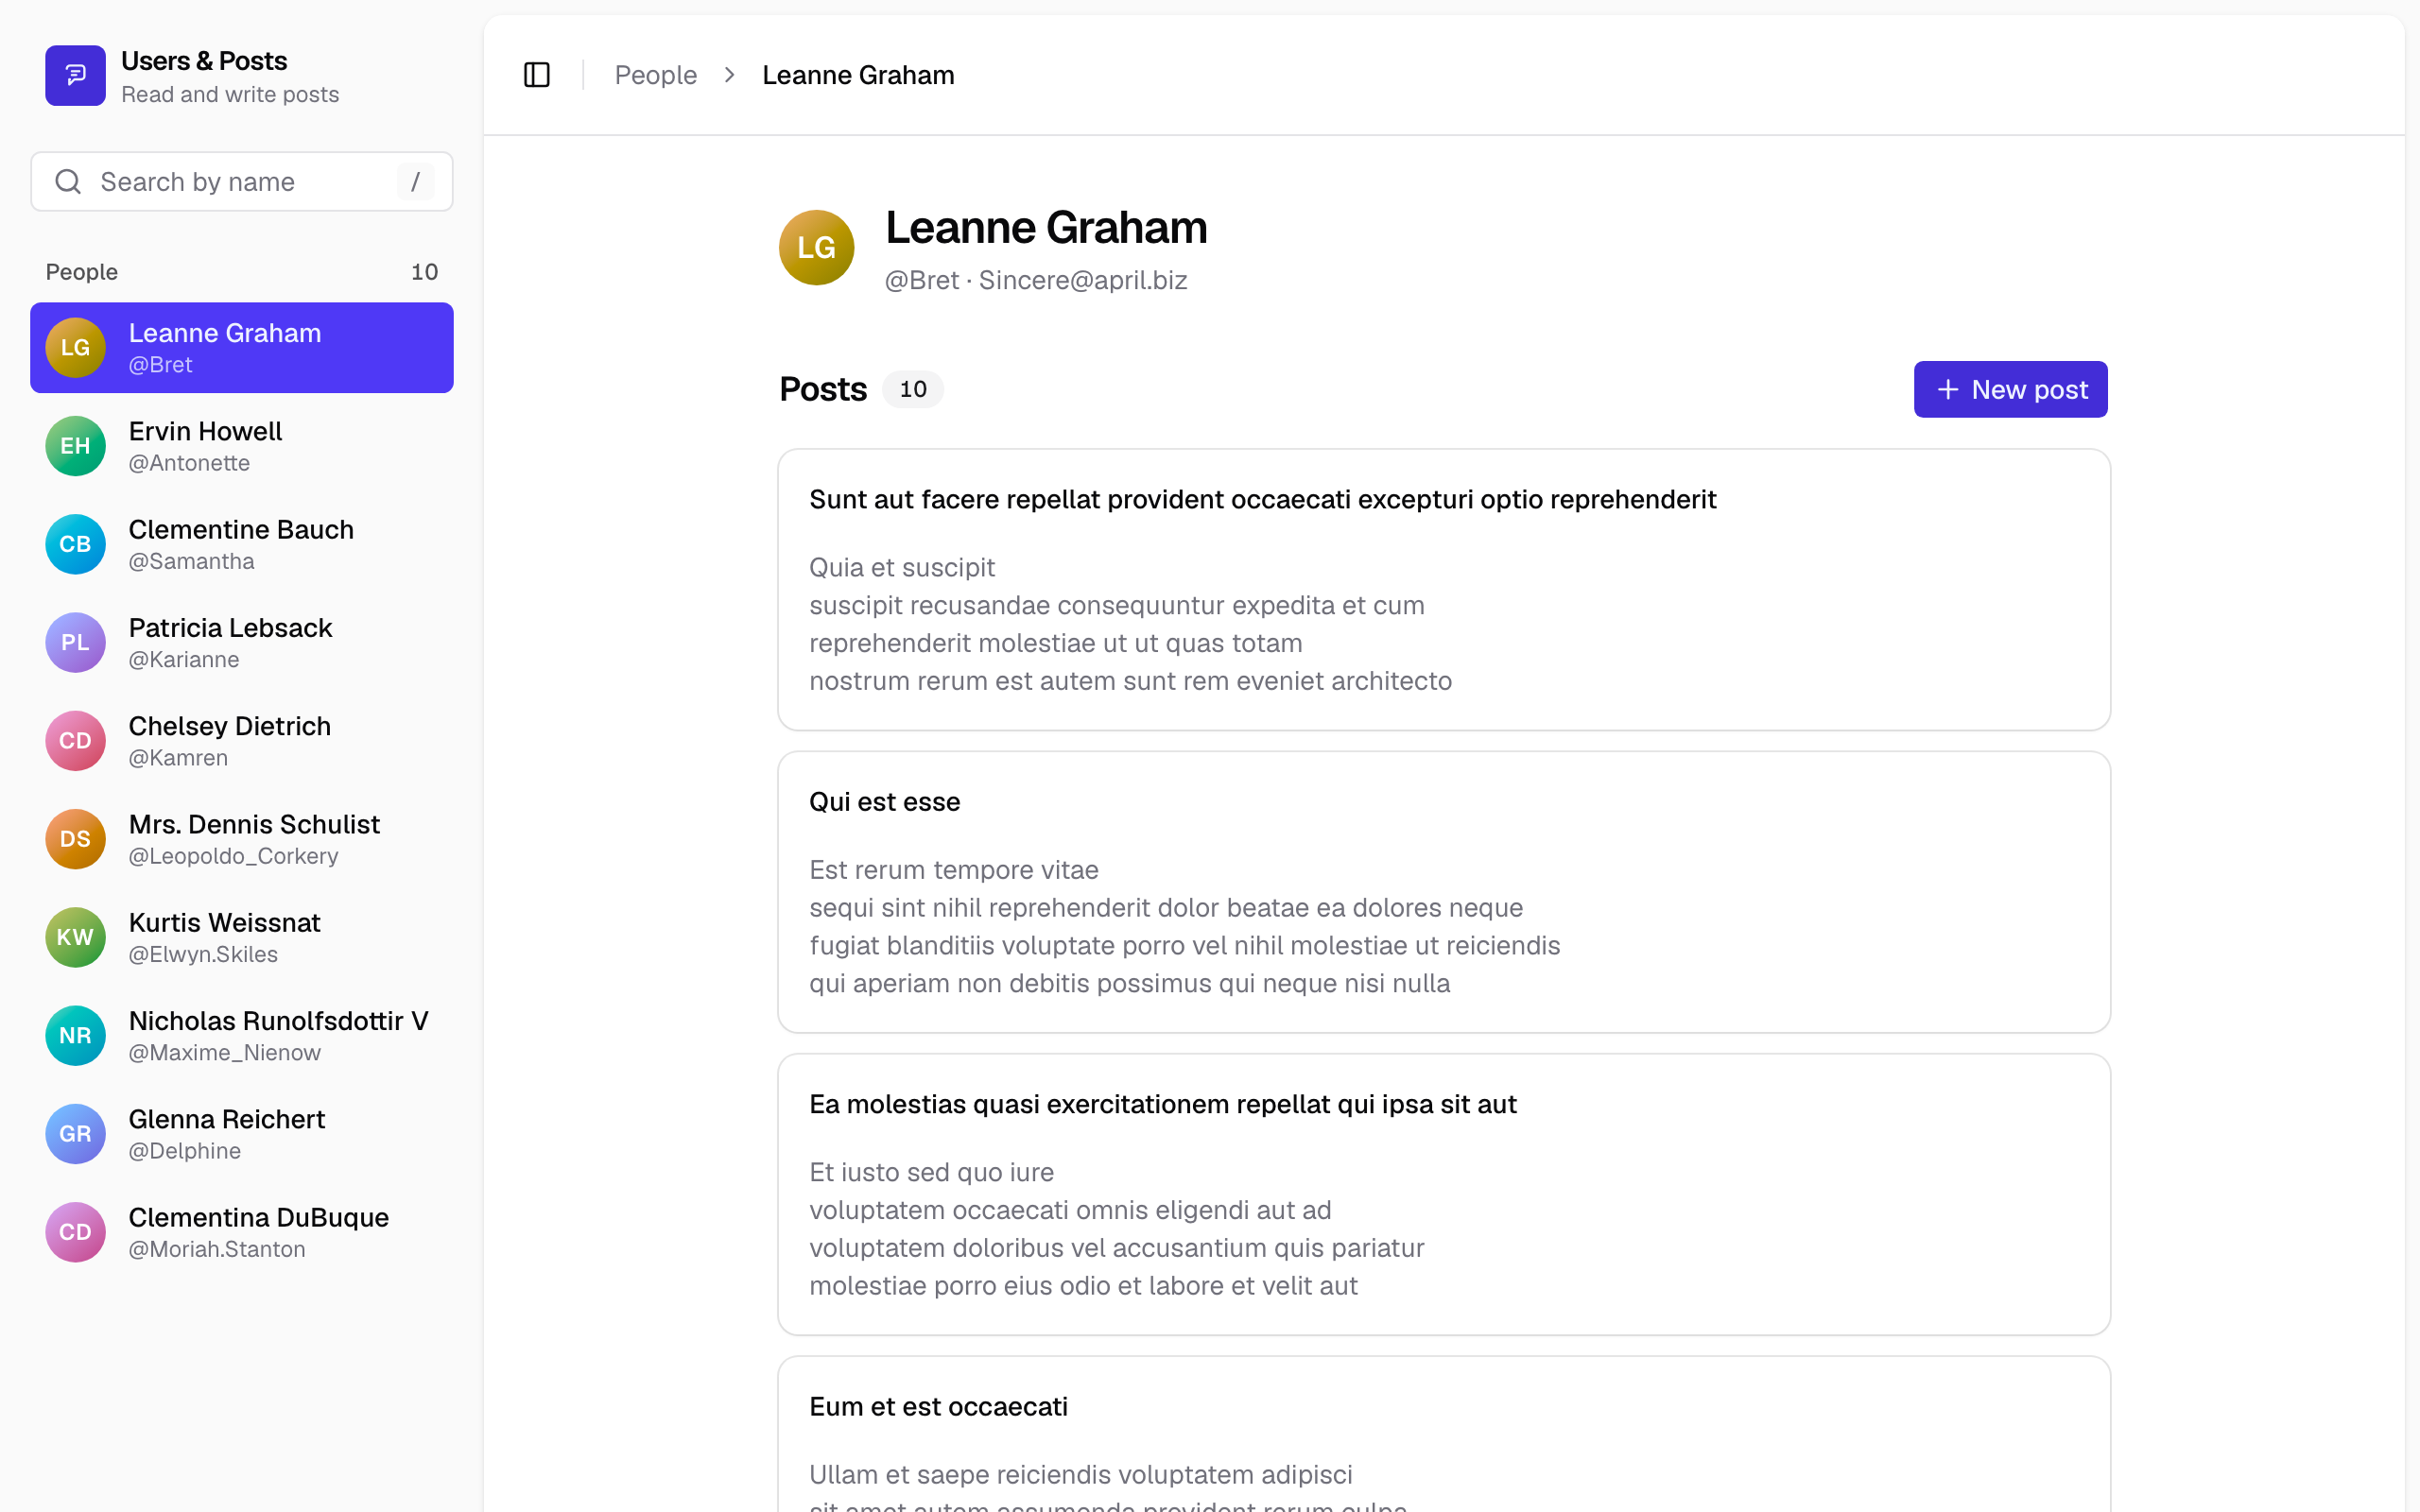 Users & Posts
Read and write posts
Search by name /
People 10
LG Leanne Graham
@Bret
EH Ervin Howell
@Antonette
CB Clementine Bauch
@Samantha
PL Patricia Lebsack
@Karianne
CD Chelsey Dietrich
@Kamren
DS Mrs. Dennis Schulist
@Leopoldo_Corkery
KW Kurtis Weissnat
@Elwyn.Skiles
NR Nicholas Runolfsdottir V
@Maxime_Nienow
GR Glenna Reichert
@Delphine
CD Clementina DuBuque
@Moriah.Stanton
People > Leanne Graham
LG Leanne Graham
@Bret · Sincere@april.biz
Posts 10
+ New post
Sunt aut facere repellat provident occaecati excepturi optio reprehenderit
Quia et suscipit
suscipit recusandae consequuntur expedita et cum
reprehenderit molestiae ut ut quas totam
nostrum rerum est autem sunt rem eveniet architecto
Qui est esse
Est rerum tempore vitae
sequi sint nihil reprehenderit dolor beatae ea dolores neque
fugiat blanditiis voluptate porro vel nihil molestiae ut reiciendis
qui aperiam non debitis possimus qui neque nisi nulla
Ea molestias quasi exercitationem repellat qui ipsa sit aut
Et iusto sed quo iure
voluptatem occaecati omnis eligendi aut ad
voluptatem doloribus vel accusantium quis pariatur
molestiae porro eius odio et labore et velit aut
Eum et est occaecati
Ullam et saepe reiciendis voluptatem adipisci
sit amet autem assumenda provident rerum culpa